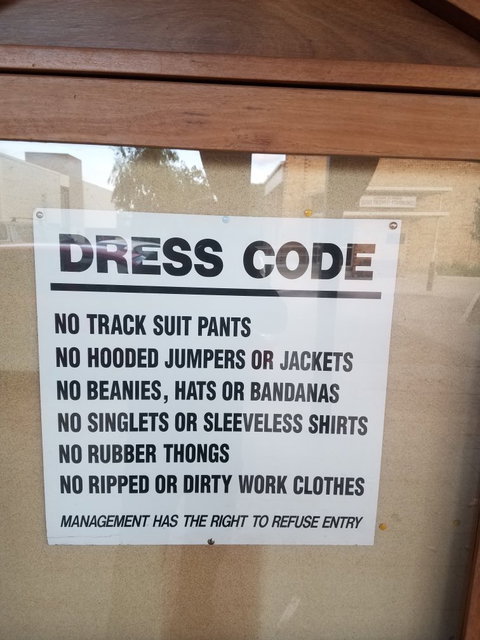 DRESS CODE
NO TRACK SUIT PANTS
NO HOODED JUMPERS OR JACKETS
NO BEANIES, HATS OR BANDANAS
NO SINGLETS OR SLEEVELESS SHIRTS
NO RUBBER THONGS
NO RIPPED OR DIRTY WORK CLOTHES
MANAGEMENT HAS THE RIGHT TO REFUSE ENTRY